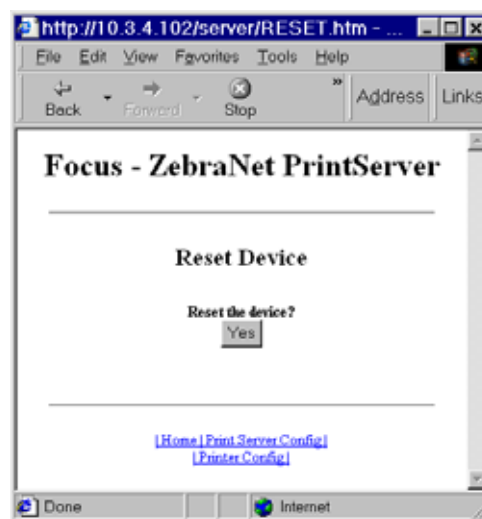 http://10.3.4.102/server/RESET.htm - ...
File Edit View Favorites Tools Help
Back Forward Stop » Address Links
Focus - ZebraNet PrintServer
Reset Device
Reset the device?
Yes
| Home | Print Server Config |
| Printer Config |
Done Internet